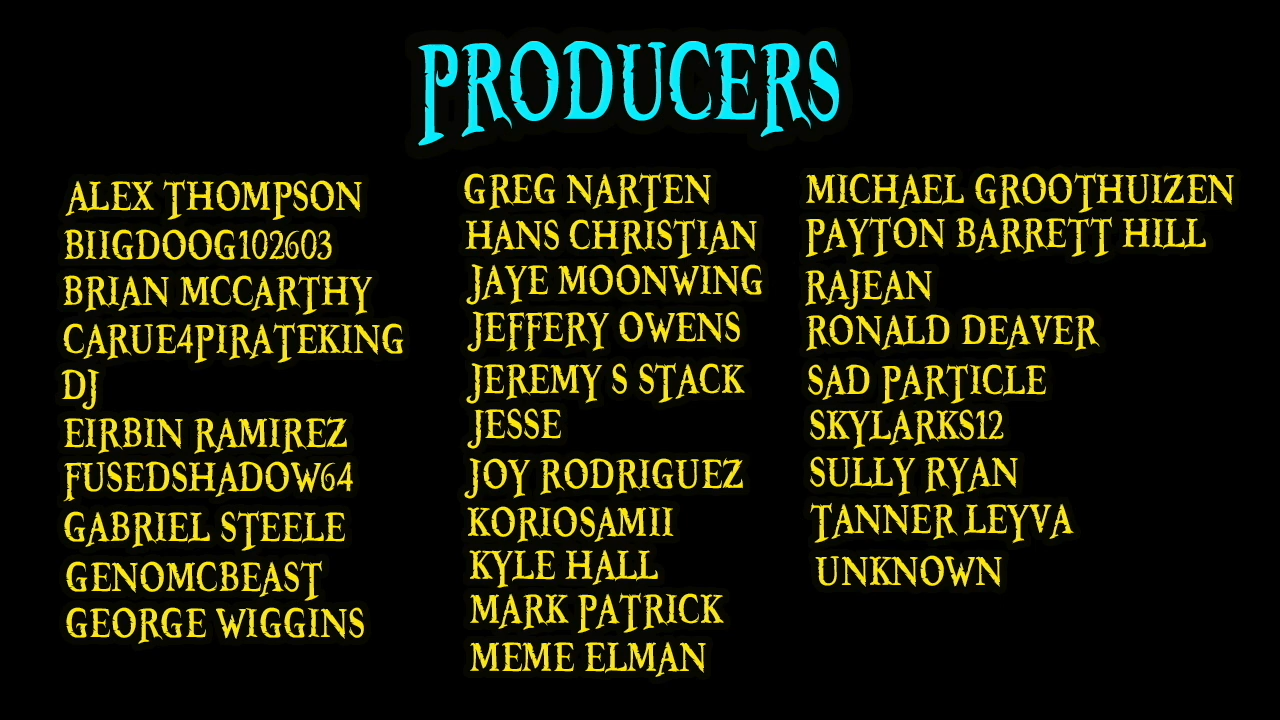 PRODUCERS
ALEX THOMPSON
BIIGDOOG102603
BRIAN MCCARTHY
CARUE4PIRATEKING
DJ
EIRBIN RAMIREZ
FUSEDSHADOW64
GABRIEL STEELE
GENOMCBEAST
GEORGE WIGGINS
GREG NARTEN
HANS CHRISTIAN
JAYE MOONWING
JEFFERY OWENS
JEREMY S STACK
JESSE
JOY RODRIGUEZ
KORIOSAMII
KYLE HALL
MARK PATRICK
MEME ELMAN
MICHAEL GROOTHUIZEN
PAYTON BARRETT HILL
RAJEAN
RONALD DEAVER
SAD PARTICLE
SKYLARKS12
SULLY RYAN
TANNER LEYVA
UNKNOWN